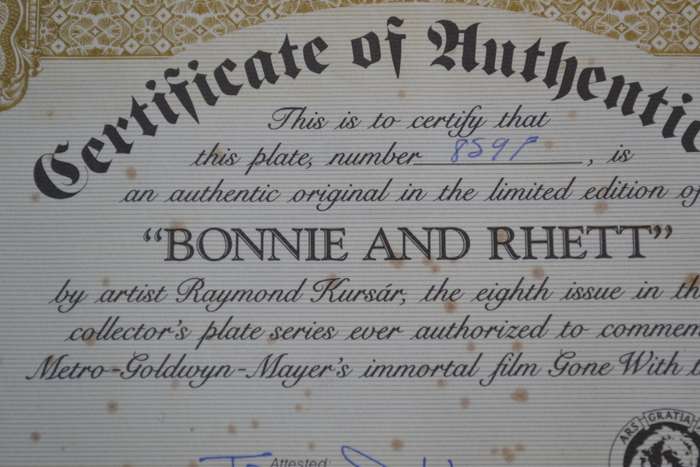 Certificate of Authentic
This is to certify that
this plate, number 859, is
an authentic original in the limited edition of
"BONNIE AND RHETT"
by artist Raymond Kursár, the eighth issue in th
collector's plate series ever authorized to commem
Metro-Goldwyn-Mayer's immortal film Gone With t
ARS GRATIA
Attested: